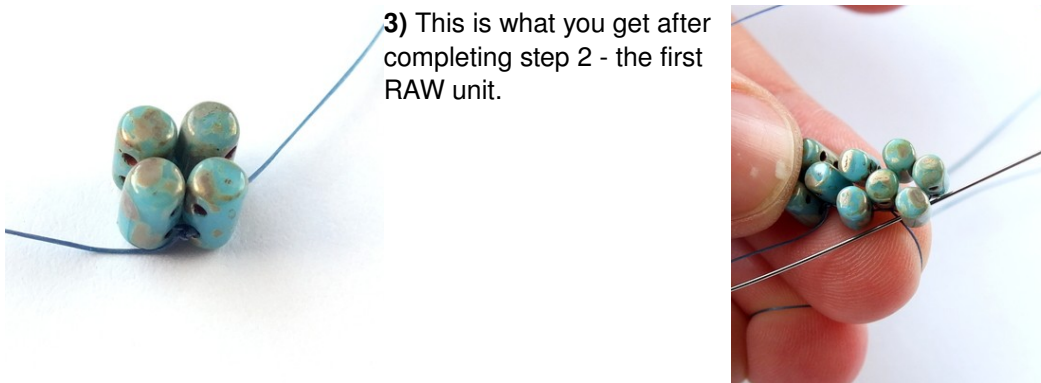 3) This is what you get after
completing step 2 - the first
RAW unit.